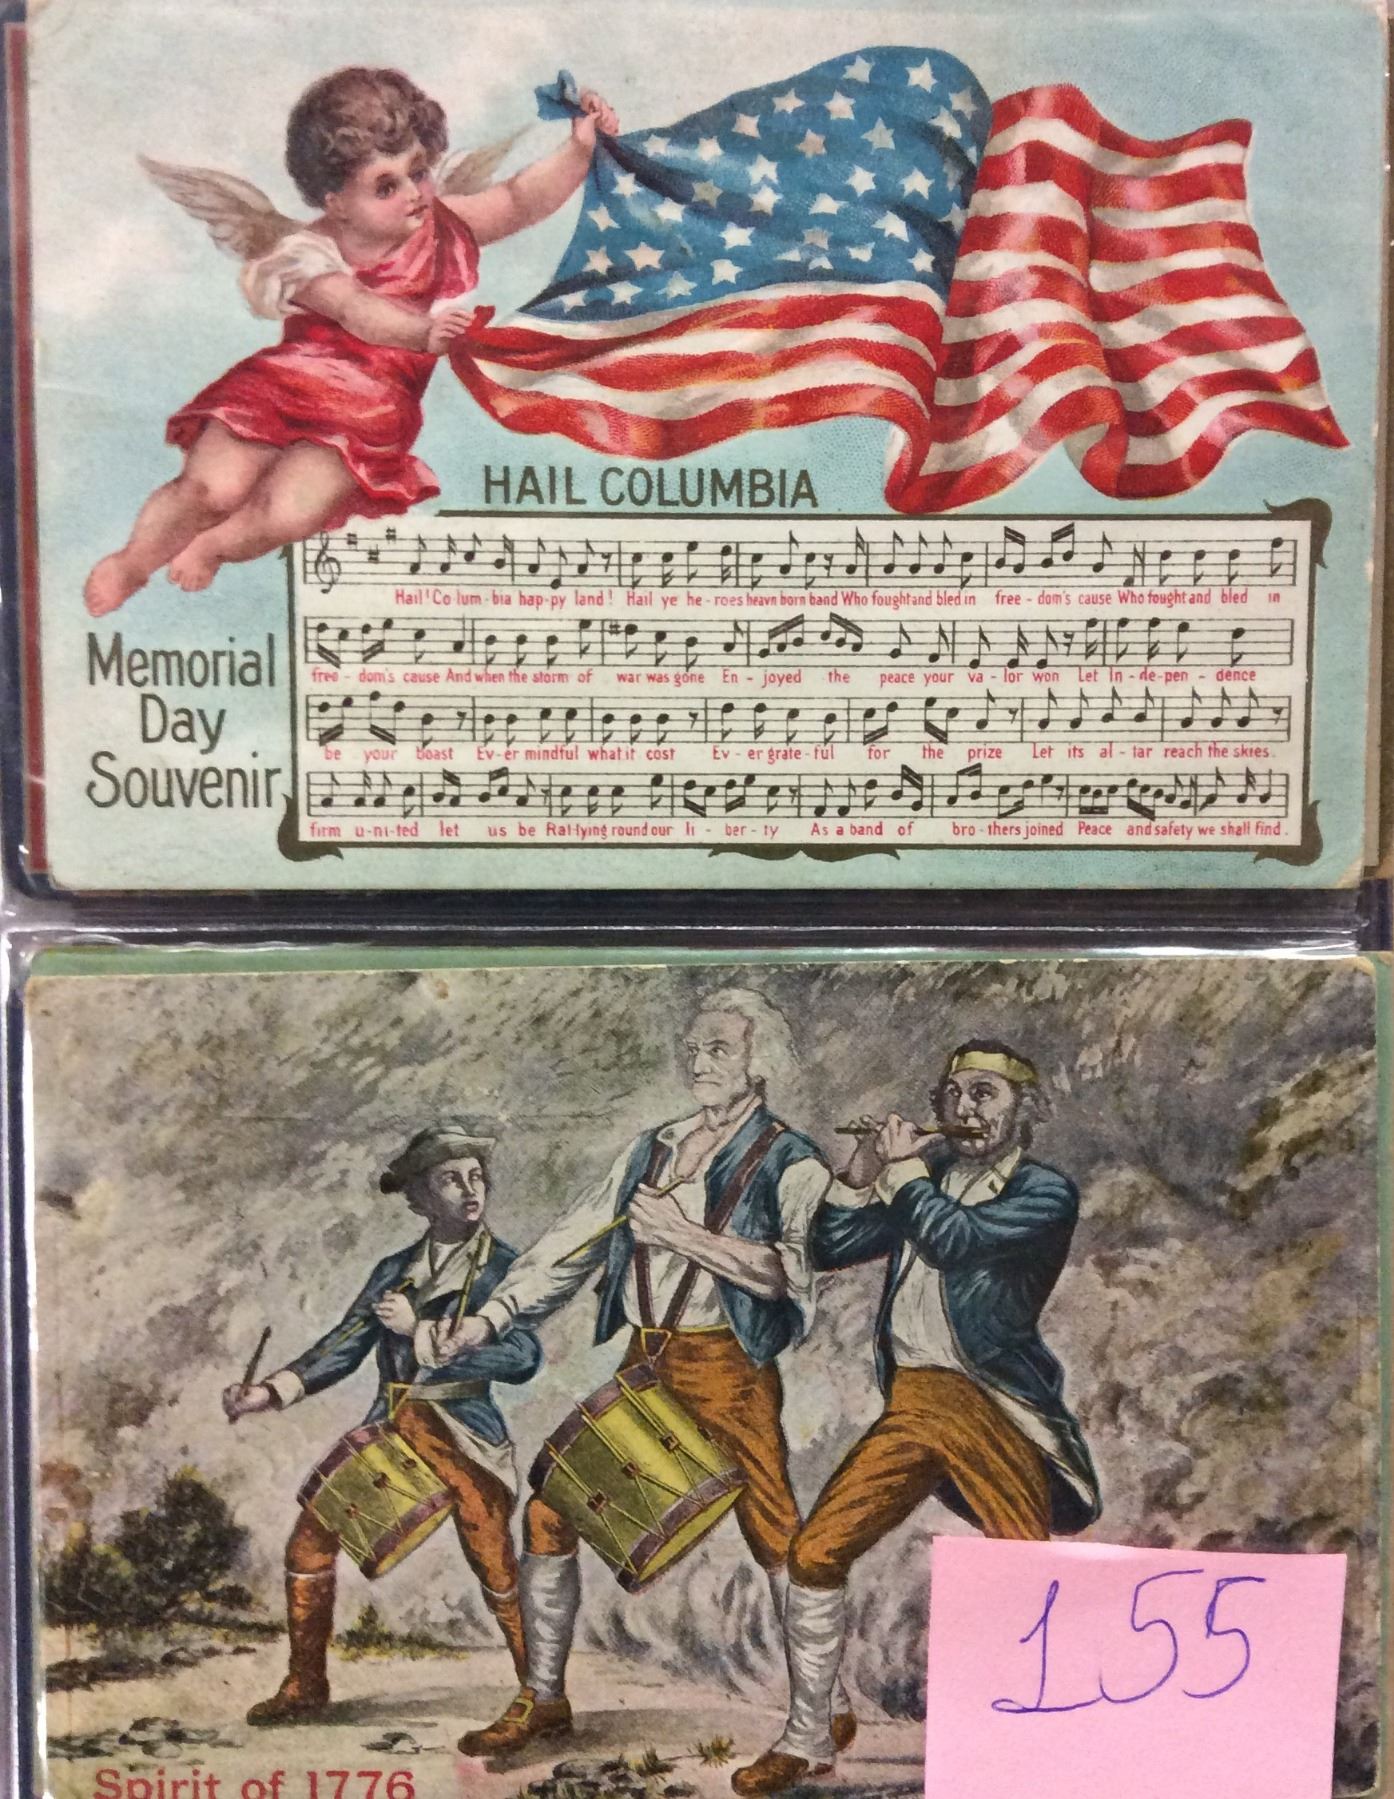 HAIL COLUMBIA
Hail! Co lum - bia hap-py land! Hail ye he - roes heavn born band Who fought and bled in free - dom's cause Who fought and bled in
free - dom's cause And when the storm of war was gone En - joyed the peace your va - lor won Let In - de - pen - dence
be your boast Ev - er mindful what it cost Ev - er grate - ful for the prize Let its al - tar reach the skies.
firm u-ni-ted let us be Ral-lying round our li - ber - ty As a band of bro - thers joined Peace and safety we shall find.
Memorial
Day
Souvenir
Spirit of 1776
155